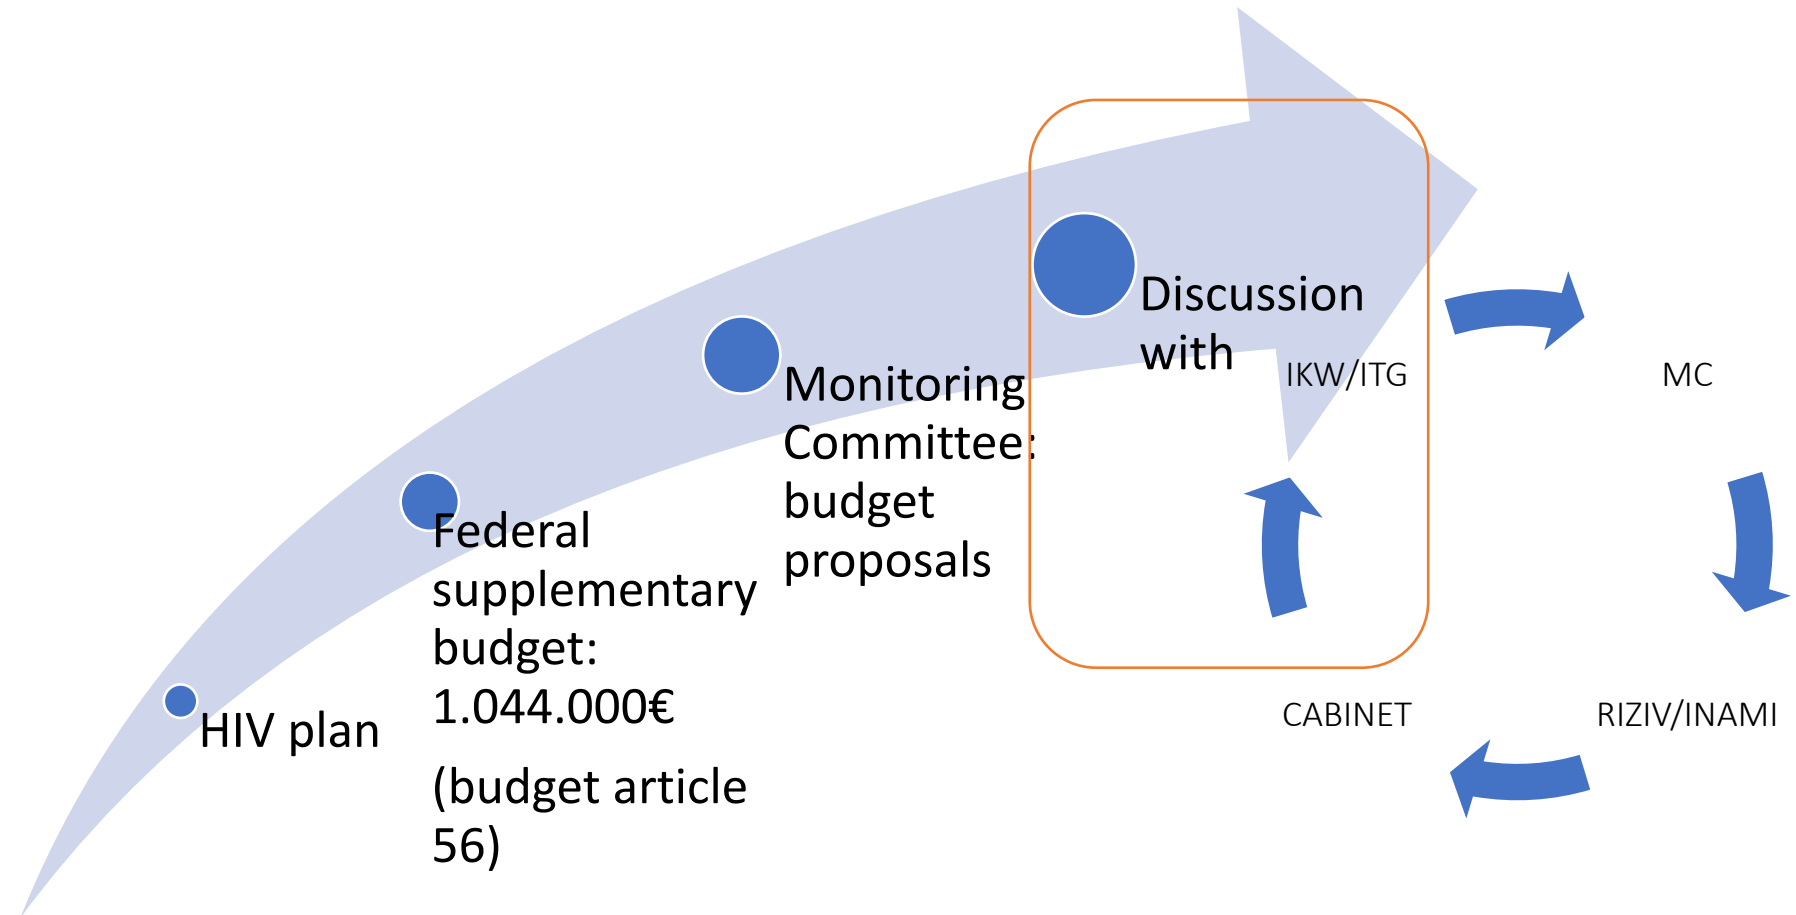 HIV plan
Federal
supplementary
budget:
1.044.000€
(budget article
56)
Monitoring
Committee:
budget
proposals
Discussion
with
IKW/ITG
MC
RIZIV/INAMI
CABINET